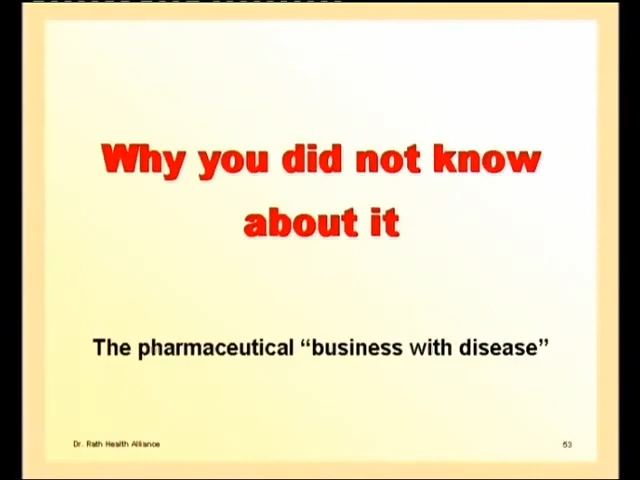 Why you did not know
about it
The pharmaceutical “business with disease”
Dr. Rath Health Alliance
53